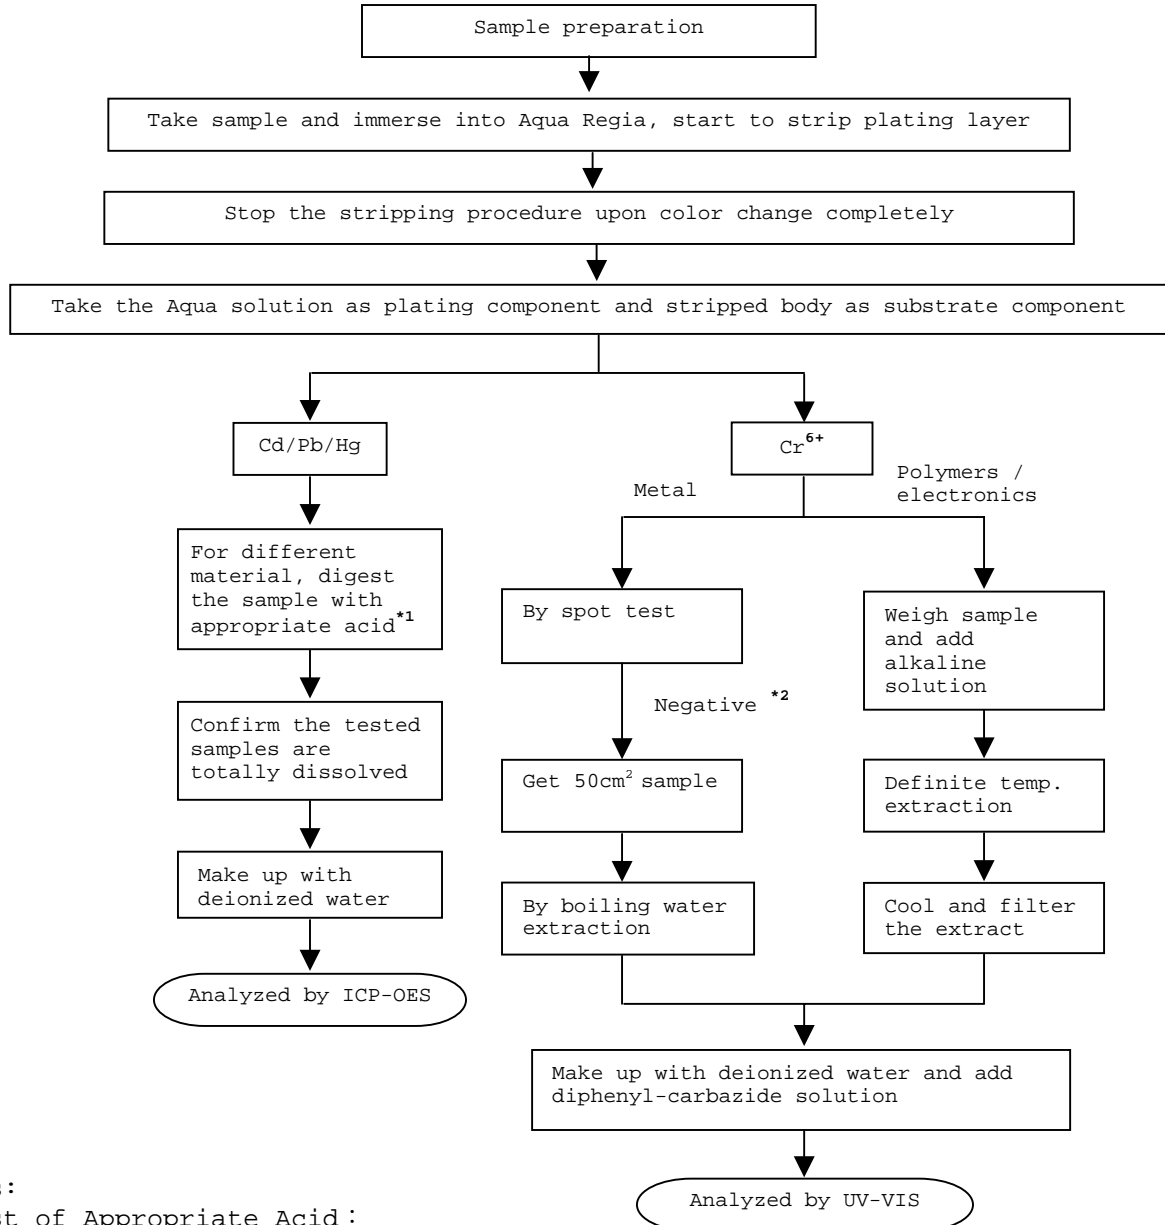 Sample preparation
Take sample and immerse into Aqua Regia, start to strip plating layer
Stop the stripping procedure upon color change completely
Take the Aqua solution as plating component and stripped body as substrate component
Cd/Pb/Hg
Cr⁶⁺
Metal
Polymers /
electronics
For different
material, digest
the sample with
appropriate acid*1
By spot test
Weigh sample
and add
alkaline
solution
Negative *2
Confirm the tested
samples are
totally dissolved
Get 50cm² sample
Definite temp.
extraction
Make up with
deionized water
By boiling water
extraction
Cool and filter
the extract
Analyzed by ICP-OES
Make up with deionized water and add
diphenyl-carbazide solution
Analyzed by UV-VIS
of Appropriate Acid: